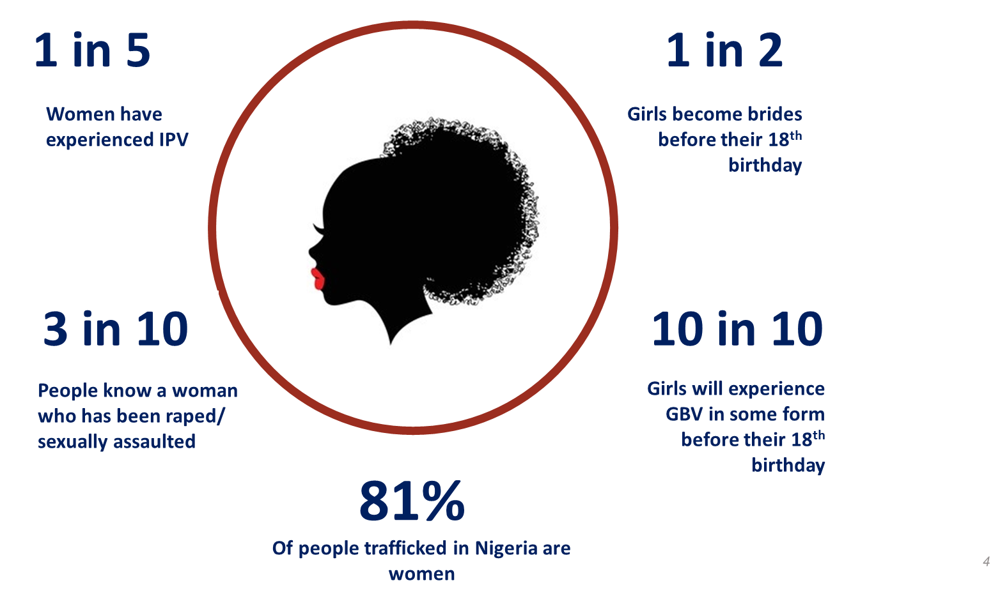 1 in 5
Women have
experienced IPV
1 in 2
Girls become brides
before their 18th
birthday
3 in 10
People know a woman
who has been raped/
sexually assaulted
10 in 10
Girls will experience
GBV in some form
before their 18th
birthday
81%
Of people trafficked in Nigeria are
women
4